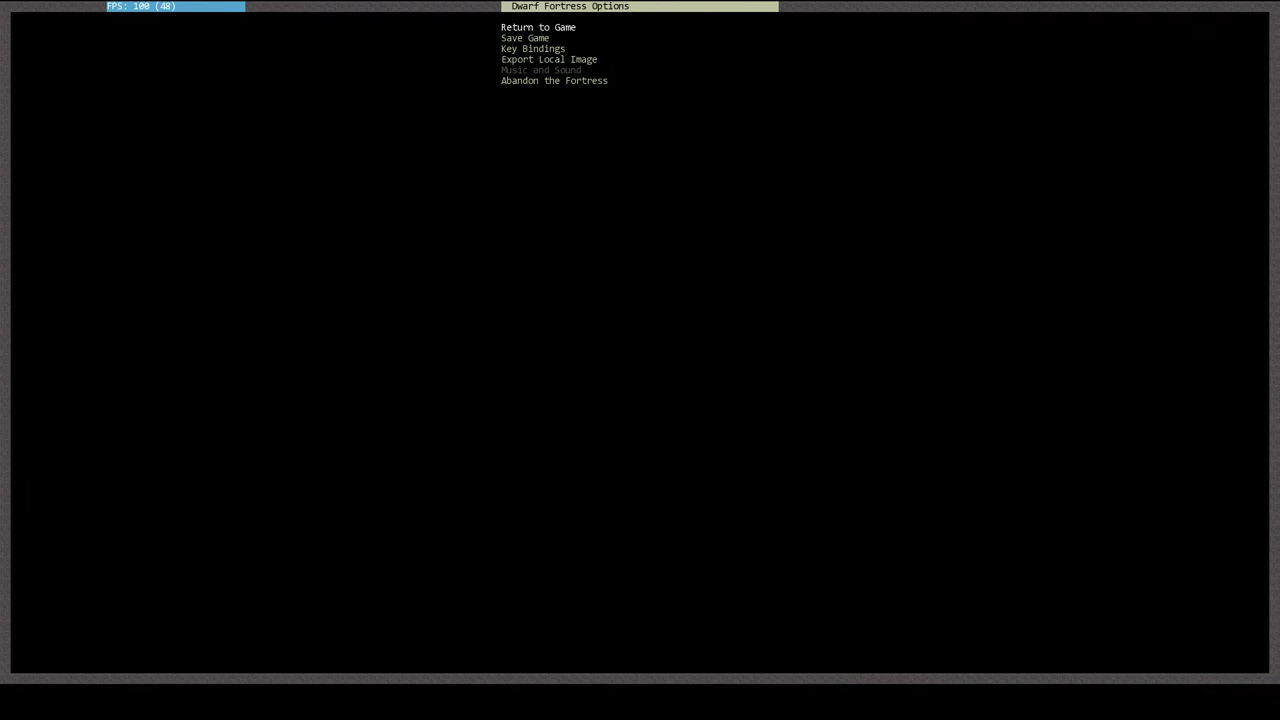 FPS: 100 (48)
Dwarf Fortress Options
Return to Game
Save Game
Key Bindings
Export Local Image
Music and Sound
Abandon the Fortress